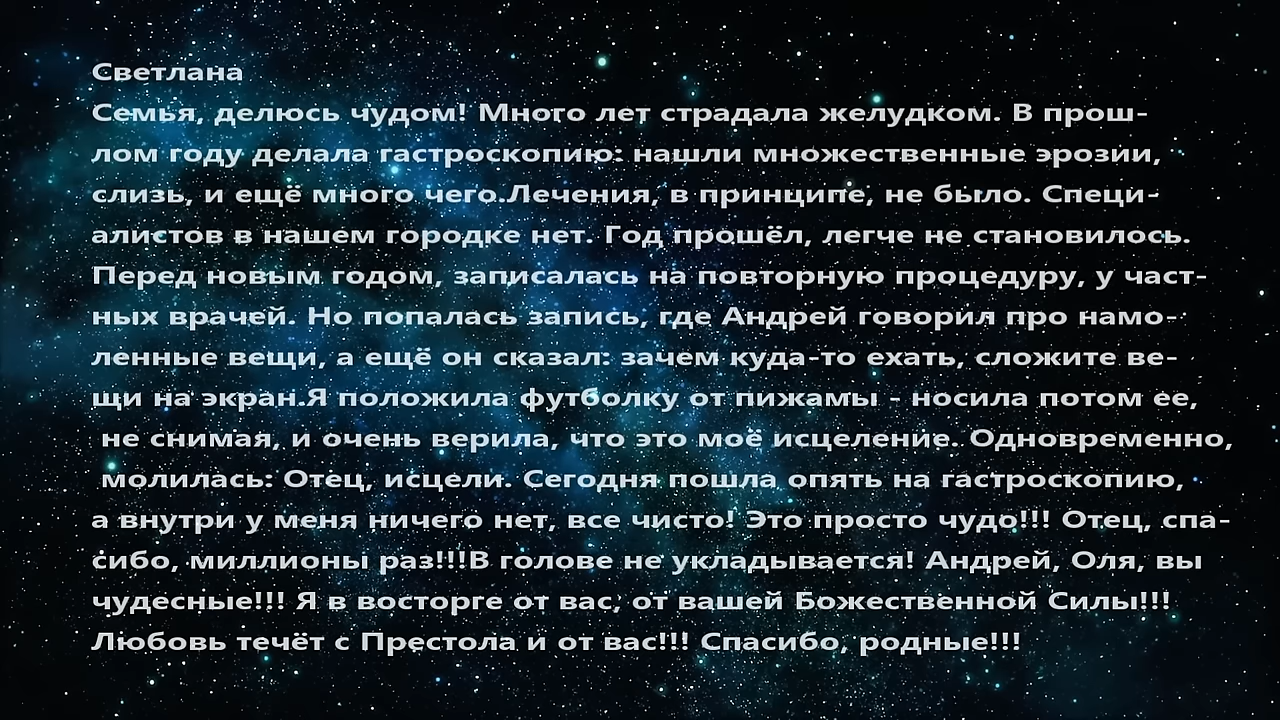 Светлана
Семья, делюсь чудом! Много лет страдала желудком. В прош-
лом году делала гастроскопию: нашли множественные эрозии,
слизь, и ещё много чего.Лечения, в принципе, не было. Специ-
алистов в нашем городке нет. Год прошёл, легче не становилось.
Перед новым годом, записалась на повторную процедуру, у част-
ных врачей. Но попалась запись, где Андрей говорил про намо-
ленные вещи, а ещё он сказал: зачем куда-то ехать, сложите ве-
щи на экран.Я положила футболку от пижамы - носила потом ее,
не снимая, и очень верила, что это моё исцеление. Одновременно,
молилась: Отец, исцели. Сегодня пошла опять на гастроскопию,
а внутри у меня ничего нет, все чисто! Это просто чудо!!! Отец, спа-
сибо, миллионы раз!!!В голове не укладывается! Андрей, Оля, вы
чудесные!!! Я в восторге от вас, от вашей Божественной Силы!!!
Любовь течёт с Престола и от вас!!! Спасибо, родные!!!